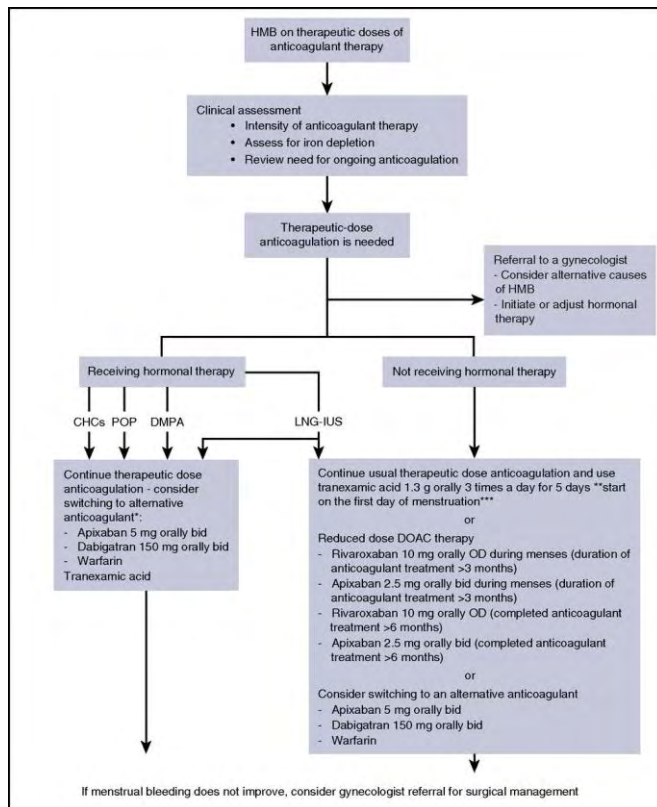 HMB on therapeutic doses of
anticoagulant therapy
Clinical assessment
• Intensity of anticoagulant therapy
• Assess for iron depletion
• Review need for ongoing anticoagulation
Therapeutic-dose
anticoagulation is needed
Referral to a gynecologist
- Consider alternative causes
of HMB
- Initiate or adjust hormonal
therapy
Receiving hormonal therapy
Not receiving hormonal therapy
CHCs POP DMPA LNG-IUS
Continue therapeutic dose
anticoagulation - consider
switching to alternative
anticoagulant*:
- Apixaban 5 mg orally bid
- Dabigatran 150 mg orally bid
- Warfarin
Tranexamic acid
Continue usual therapeutic dose anticoagulation and use
tranexamic acid 1.3 g orally 3 times a day for 5 days **start
on the first day of menstruation***
or
Reduced dose DOAC therapy
- Rivaroxaban 10 mg orally OD during menses (duration of
anticoagulant treatment >3 months)
- Apixaban 2.5 mg orally bid during menses (duration of
anticoagulant treatment >3 months)
- Rivaroxaban 10 mg orally OD (completed anticoagulant
treatment >6 months)
- Apixaban 2.5 mg orally bid (completed anticoagulant
treatment >6 months)
or
Consider switching to an alternative anticoagulant
- Apixaban 5 mg orally bid
- Dabigatran 150 mg orally bid
- Warfarin
If menstrual bleeding does not improve, consider gynecologist referral for surgical management